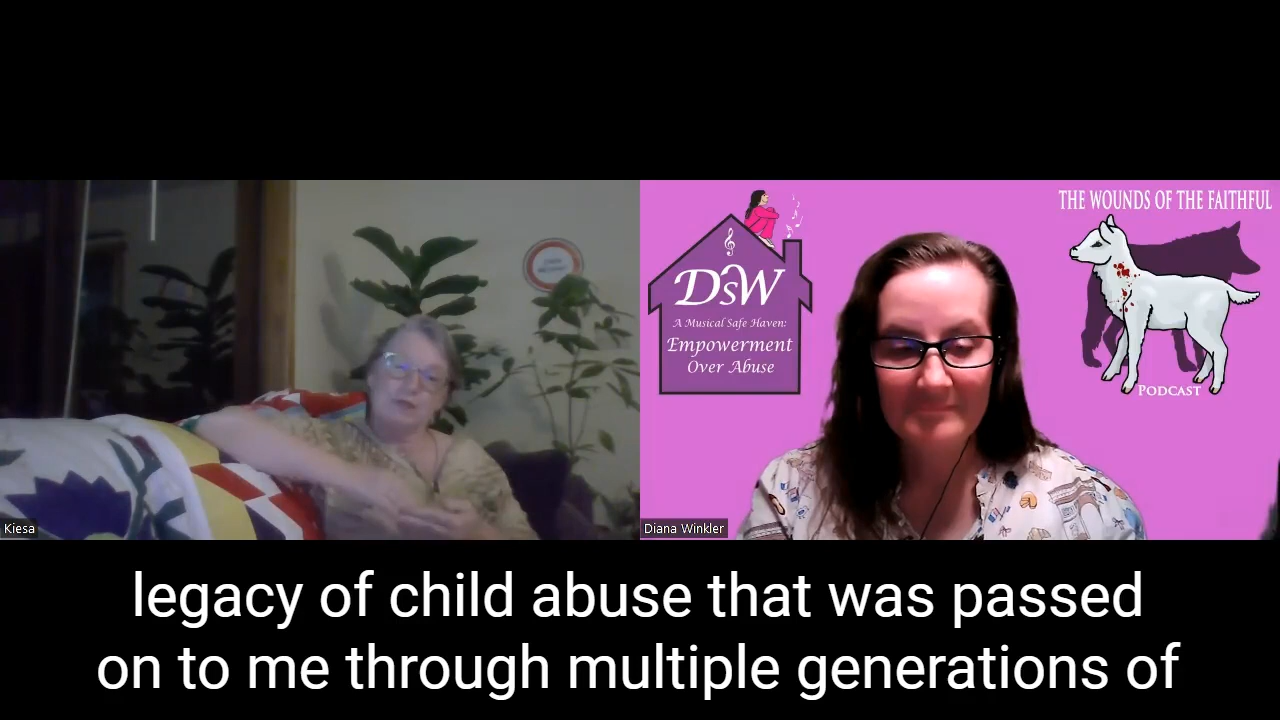 THE WOUNDS OF THE FAITHFUL
DSW
A Musical Safe Haven:
Empowerment
Over Abuse
PODCAST
Kiesa
Diana Winkler
legacy of child abuse that was passed
on to me through multiple generations of